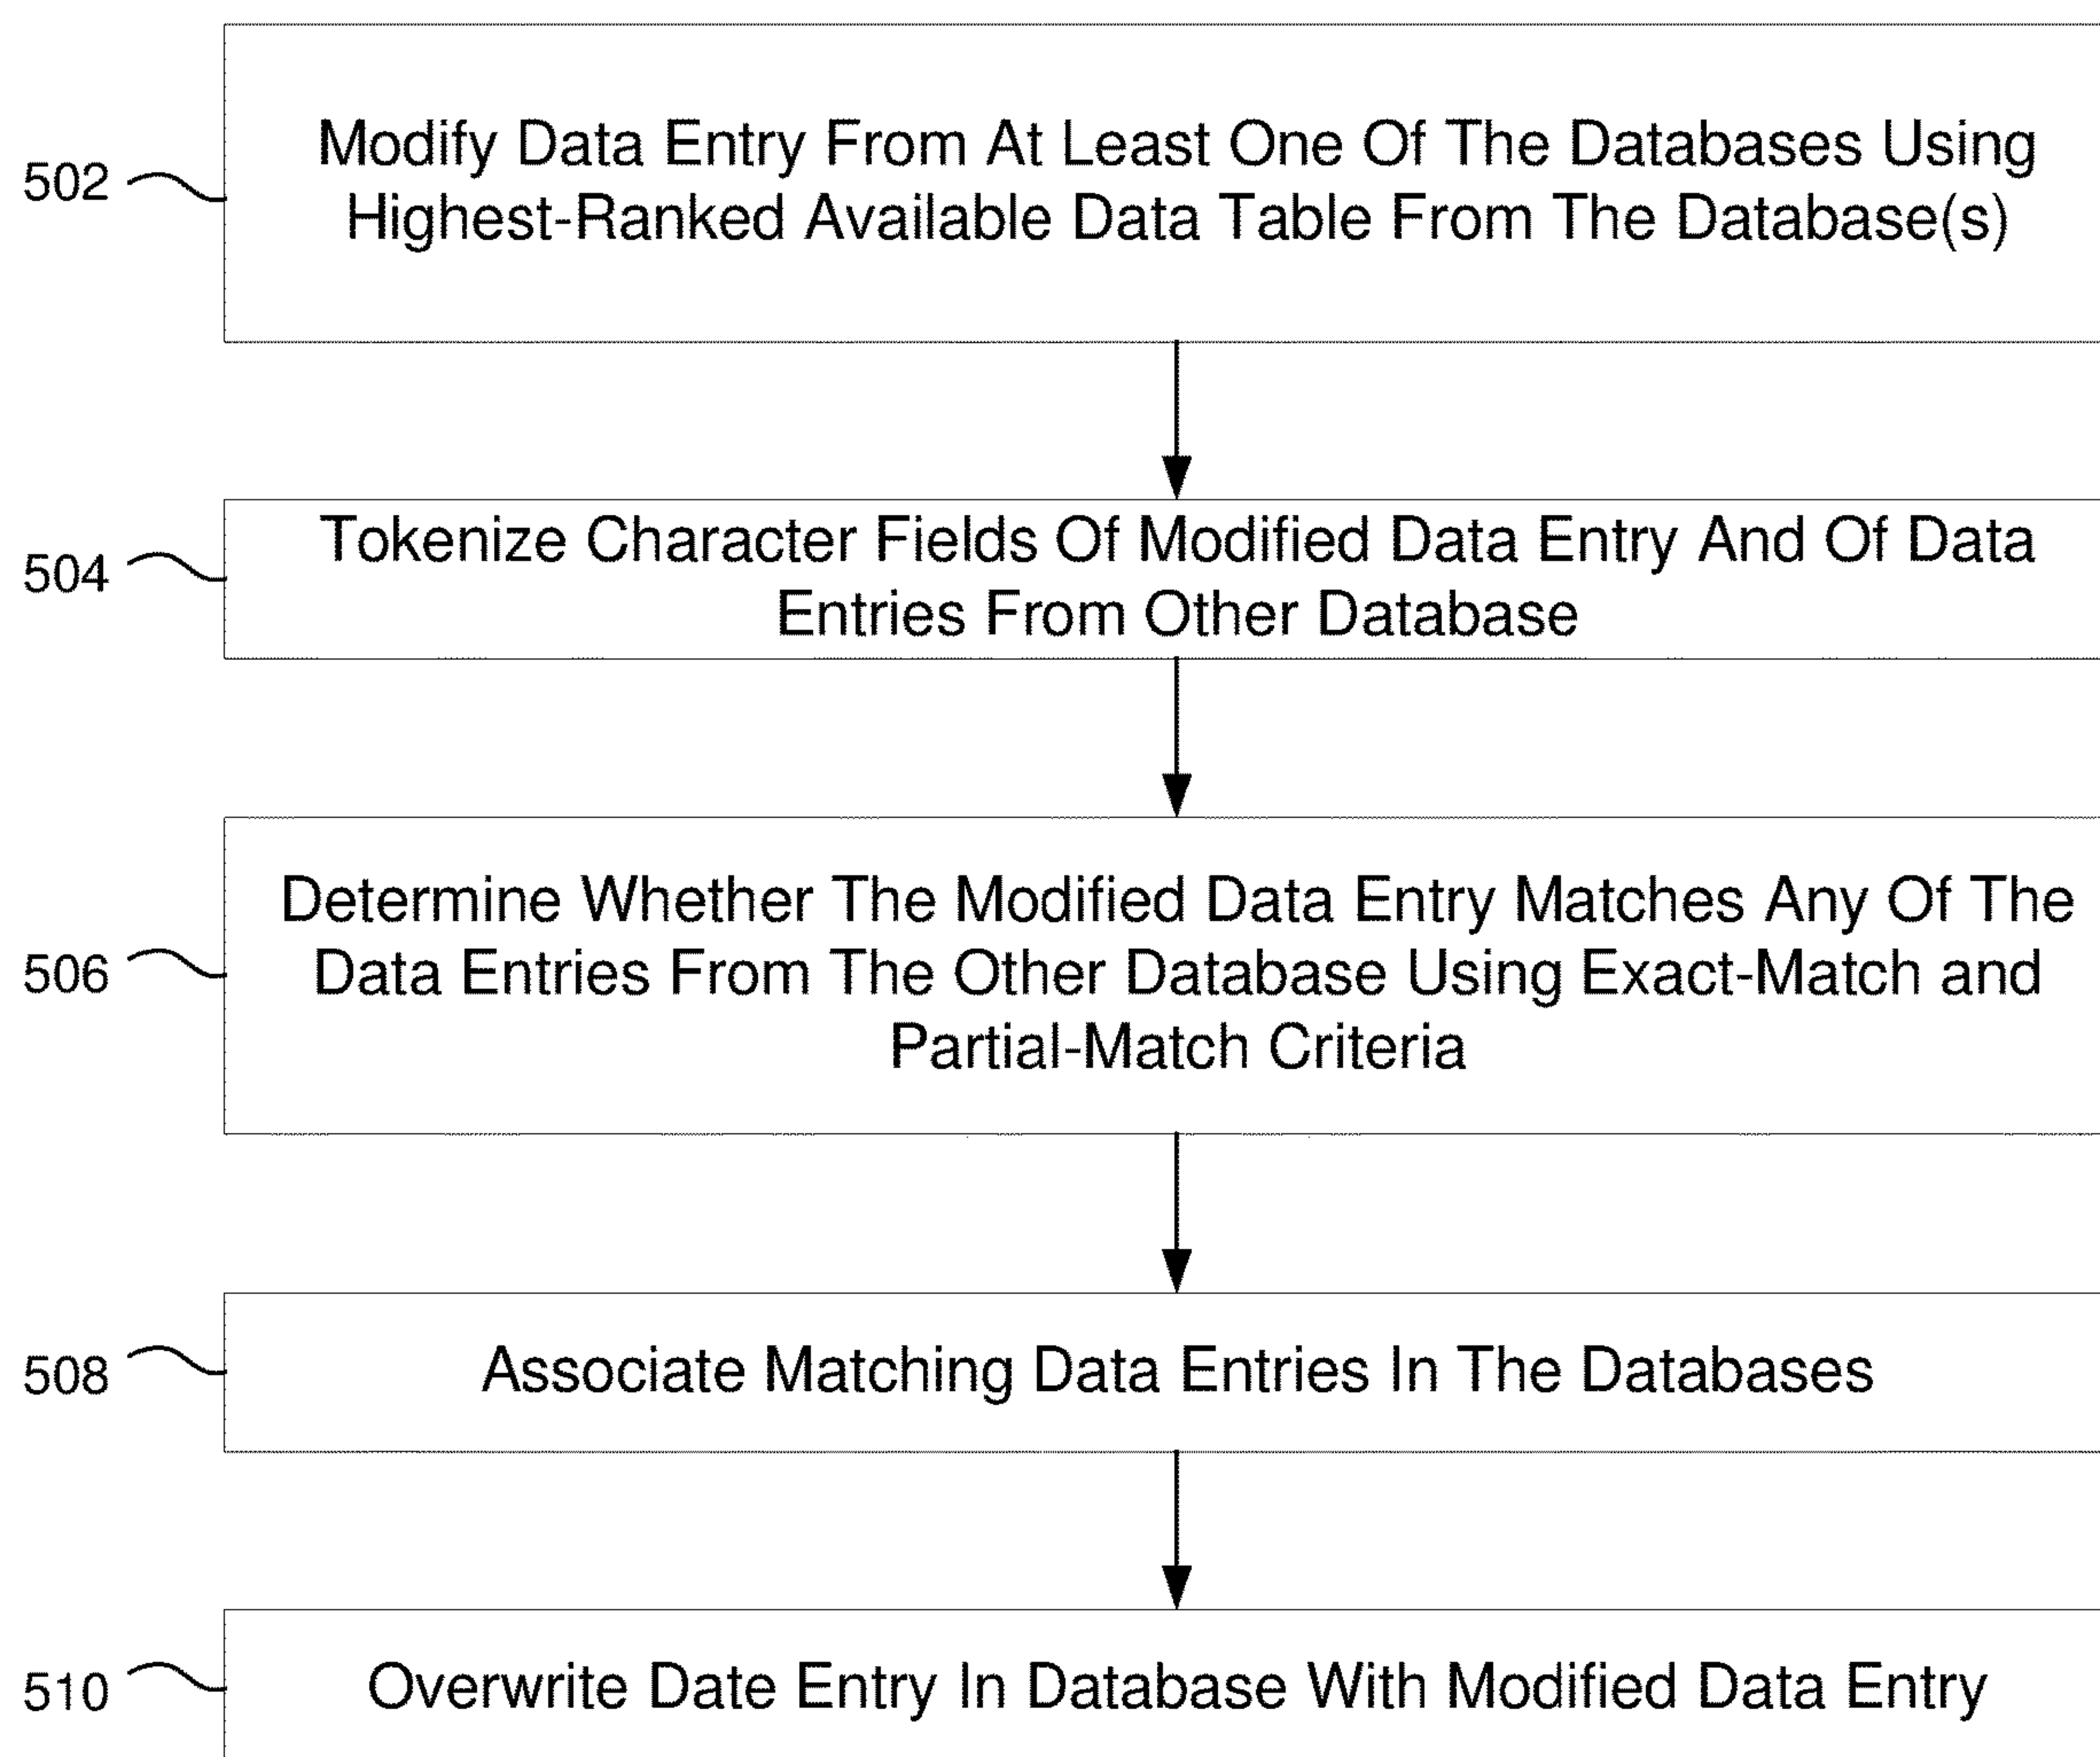 502
Modify Data Entry From At Least One Of The Databases Using
Highest-Ranked Available Data Table From The Database(s)
504
Tokenize Character Fields Of Modified Data Entry And Of Data
Entries From Other Database
506
Determine Whether The Modified Data Entry Matches Any Of The
Data Entries From The Other Database Using Exact-Match and
Partial-Match Criteria
508
Associate Matching Data Entries In The Databases
510
Overwrite Date Entry In Database With Modified Data Entry